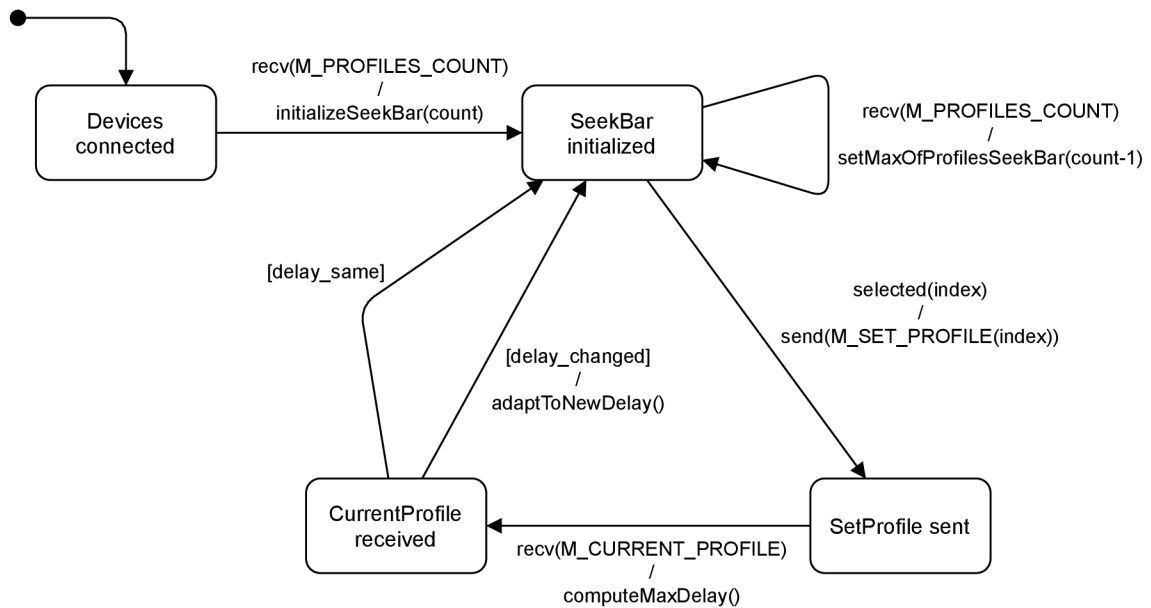 recv(M_PROFILES_COUNT)
/
initializeSeekBar(count)
Devices
connected
SeekBar
initialized
recv(M_PROFILES_COUNT)
/
setMaxOfProfilesSeekBar(count-1)
[delay_same]
selected(index)
/
send(M_SET_PROFILE(index))
[delay_changed]
/
adaptToNewDelay()
CurrentProfile
received
SetProfile sent
recv(M_CURRENT_PROFILE)
/
computeMaxDelay()